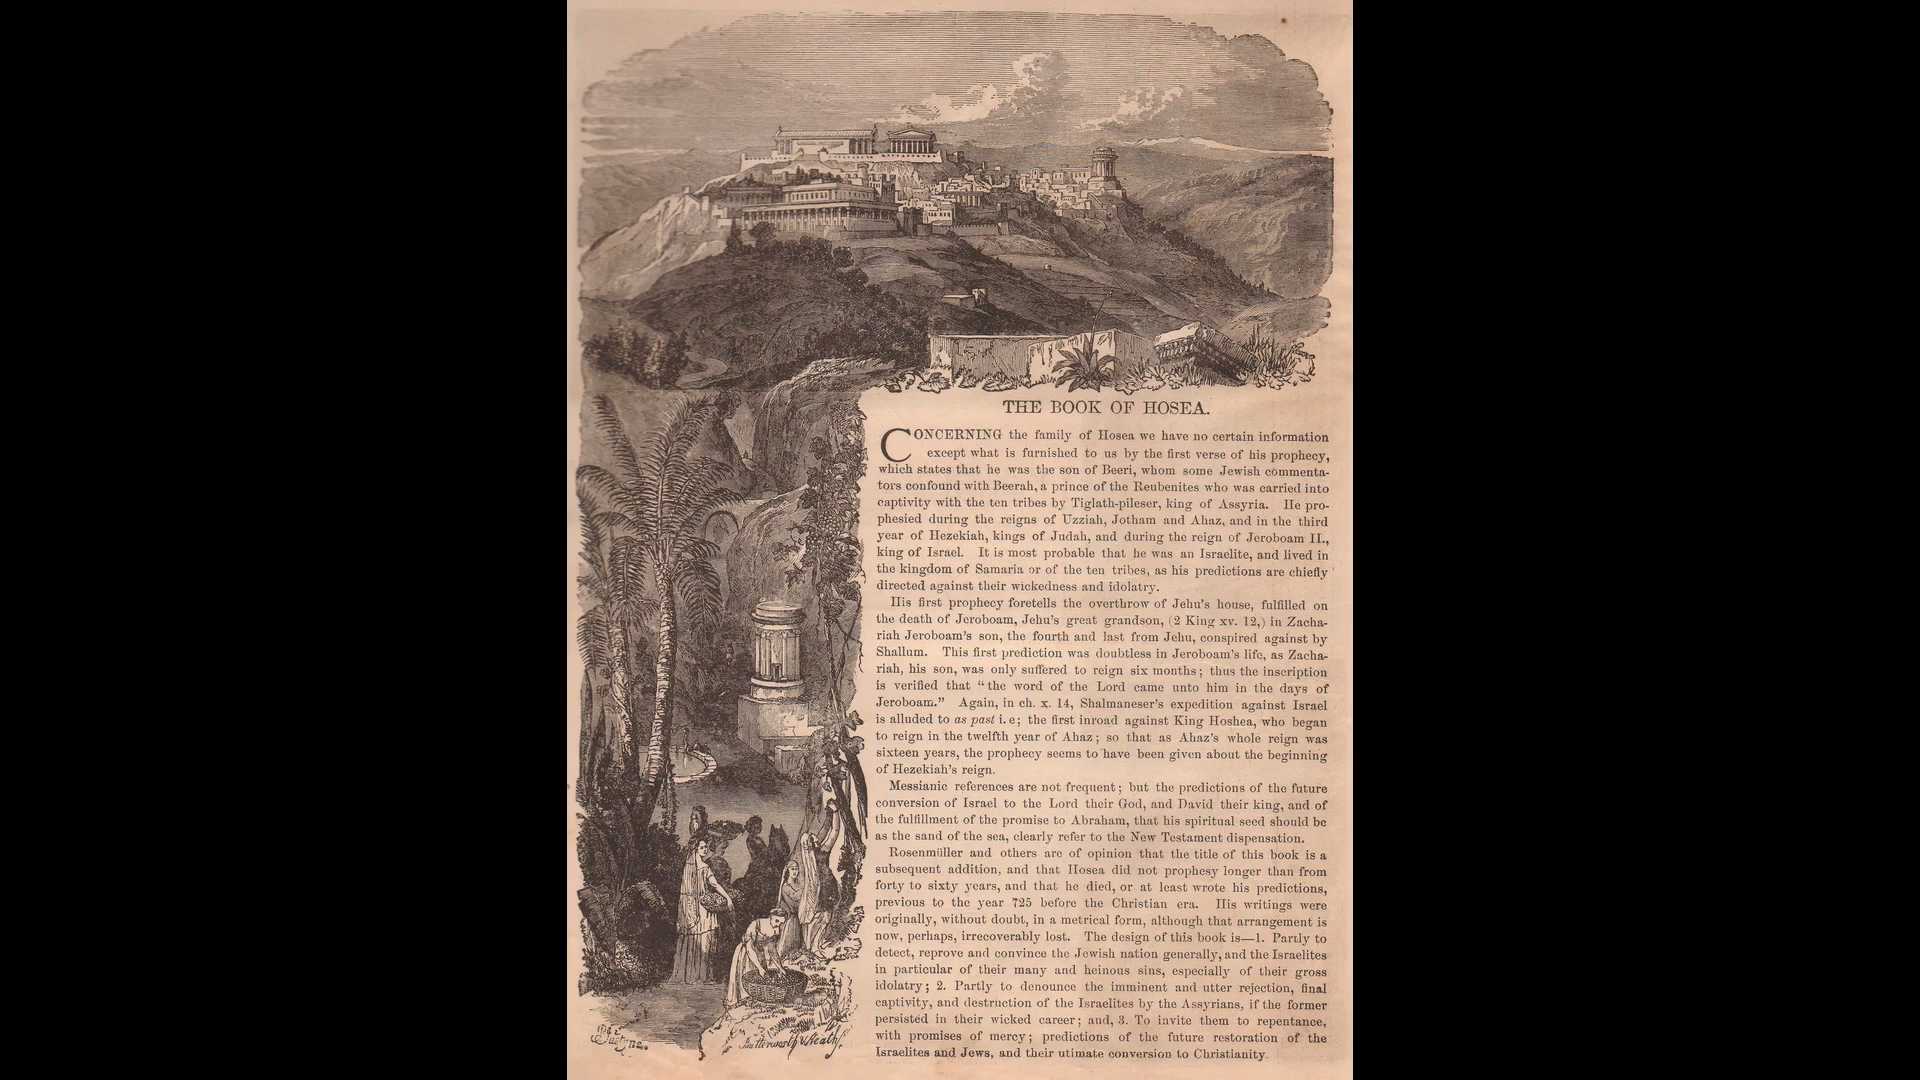 THE BOOK OF HOSEA.
CONCERNING the family of Hosea we have no certain information
except what is furnished to us by the first verse of his prophecy,
which states that he was the son of Beeri, whom some Jewish commenta-
tors confound with Beerah, a prince of the Reubenites who was carried into
captivity with the ten tribes by Tiglath-pileser, king of Assyria. He pro-
phesied during the reigns of Uzziah, Jotham and Ahaz, and in the third
year of Hezekiah, kings of Judah, and during the reign of Jeroboam II.,
king of Israel. It is most probable that he was an Israelite, and lived in
the kingdom of Samaria or of the ten tribes, as his predictions are chiefly
directed against their wickedness and idolatry.
His first prophecy foretells the overthrow of Jehu's house, fulfilled on
the death of Jeroboam, Jehu's great grandson, (2 King xv. 12,) in Zacha-
riah Jeroboam's son, the fourth and last from Jehu, conspired against by
Shallum. This first prediction was doubtless in Jeroboam's life, as Zacha-
riah, his son, was only suffered to reign six months; thus the inscription
is verified that "the word of the Lord came unto him in the days of
Jeroboam." Again, in ch. x. 14, Shalmaneser's expedition against Israel
is alluded to as past i. e; the first inroad against King Hoshea, who began
to reign in the twelfth year of Ahaz; so that as Ahaz's whole reign was
sixteen years, the prophecy seems to have been given about the beginning
of Hezekiah's reign.
Messianic references are not frequent; but the predictions of the future
conversion of Israel to the Lord their God, and David their king, and of
the fulfillment of the promise to Abraham, that his spiritual seed should be
as the sand of the sea, clearly refer to the New Testament dispensation.
Rosenmüller and others are of opinion that the title of this book is a
subsequent addition, and that Hosea did not prophesy longer than from
forty to sixty years, and that he died, or at least wrote his predictions,
previous to the year 725 before the Christian era. His writings were
originally, without doubt, in a metrical form, although that arrangement is
now, perhaps, irrecoverably lost. The design of this book is—1. Partly to
detect, reprove and convince the Jewish nation generally, and the Israelites
in particular of their many and heinous sins, especially of their gross
idolatry; 2. Partly to denounce the imminent and utter rejection, final
captivity, and destruction of the Israelites by the Assyrians, if the former
persisted in their wicked career; and, 3. To invite them to repentance,
with promises of mercy; predictions of the future restoration of the
Israelites and Jews, and their utimate conversion to Christianity.
Butterworth & Heath